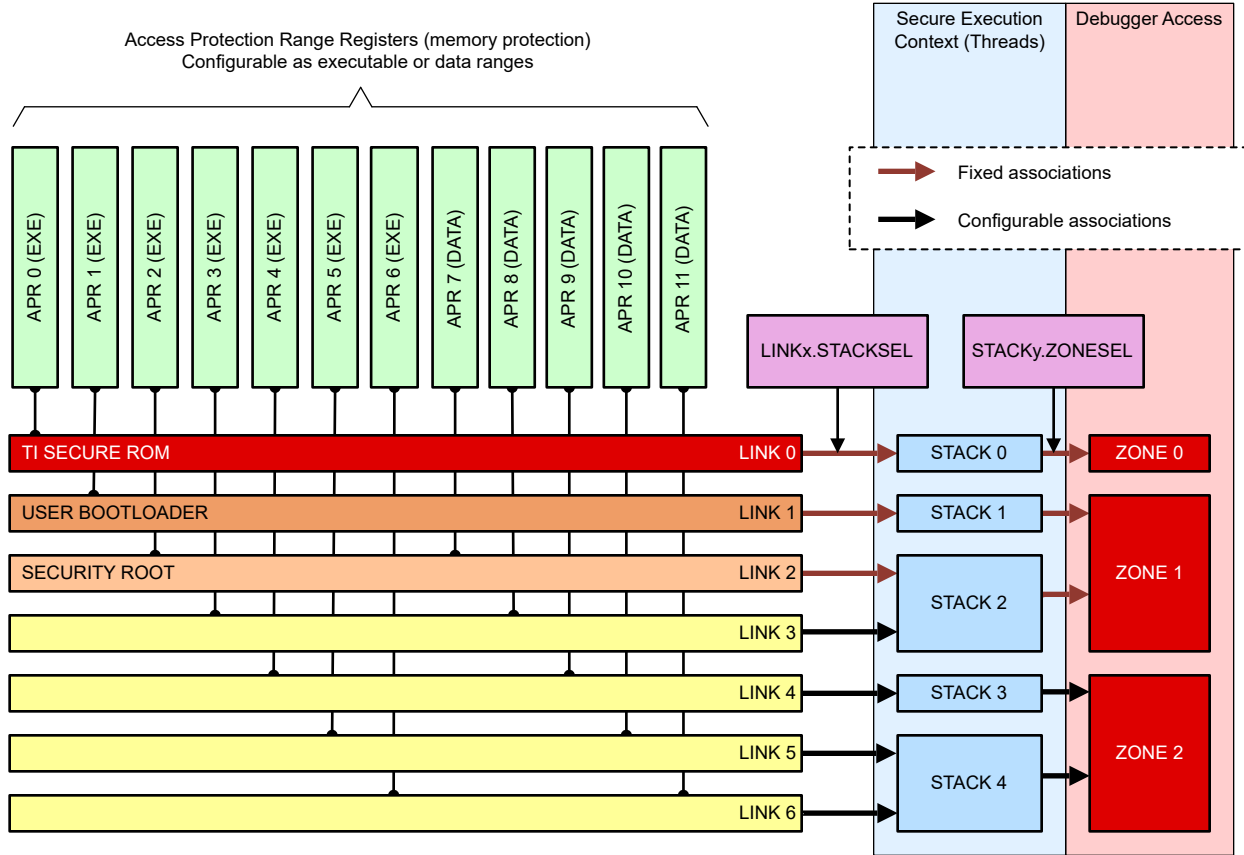 Access Protection Range Registers (memory protection)
Configurable as executable or data ranges
Secure Execution
Context (Threads)
Debugger Access
Fixed associations
Configurable associations
APR 0 (EXE)
APR 1 (EXE)
APR 2 (EXE)
APR 3 (EXE)
APR 4 (EXE)
APR 5 (EXE)
APR 6 (EXE)
APR 7 (DATA)
APR 8 (DATA)
APR 9 (DATA)
APR 10 (DATA)
APR 11 (DATA)
LINKx.STACKSEL
STACKy.ZONESEL
TI SECURE ROM
LINK 0
STACK 0
ZONE 0
USER BOOTLOADER
LINK 1
STACK 1
ZONE 1
SECURITY ROOT
LINK 2
STACK 2
LINK 3
LINK 4
STACK 3
ZONE 2
LINK 5
STACK 4
LINK 6